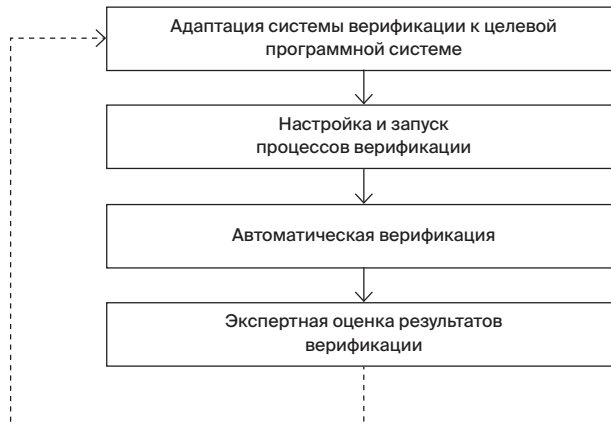 Адаптация системы верификации к целевой
программной системе
Настройка и запуск
процессов верификации
Автоматическая верификация
Экспертная оценка результатов
верификации